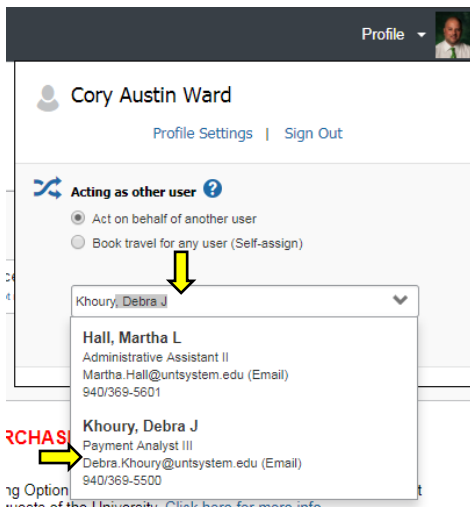 Profile
Cory Austin Ward
Profile Settings | Sign Out
Acting as other user ?
Act on behalf of another user
Book travel for any user (Self-assign)
Khoury, Debra J
Hall, Martha L
Administrative Assistant II
Martha.Hall@untsystem.edu (Email)
940/369-5601
Khoury, Debra J
RCHAS
Payment Analyst III
Debra.Khoury@untsystem.edu (Email)
940/369-5500
ng Option
of the University. Click here for more info